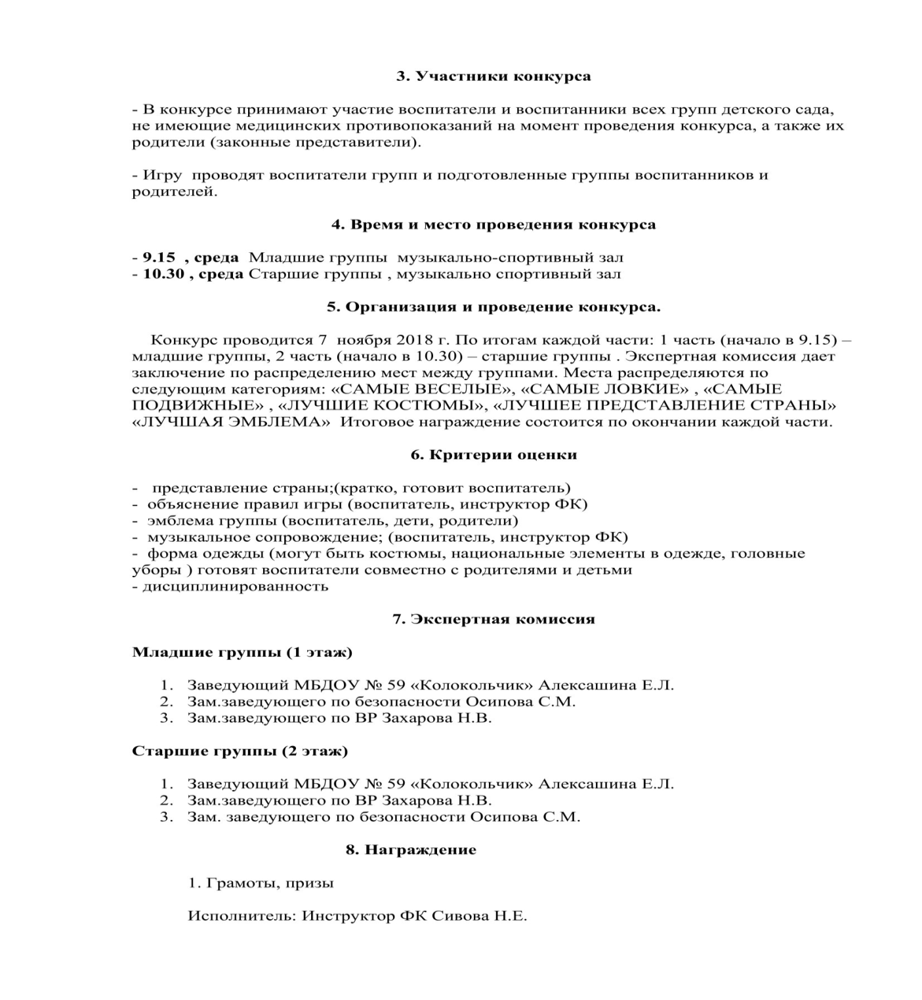 3. Участники конкурса
- В конкурсе принимают участие воспитатели и воспитанники всех групп детского сада,
не имеющие медицинских противопоказаний на момент проведения конкурса, а также их
родители (законные представители).
- Игру  проводят воспитатели групп и подготовленные группы воспитанников и
родителей.
4. Время и место проведения конкурса
- 9.15  , среда  Младшие группы  музыкально-спортивный зал
- 10.30 , среда Старшие группы , музыкально спортивный зал
5. Организация и проведение конкурса.
Конкурс проводится 7  ноября 2018 г. По итогам каждой части: 1 часть (начало в 9.15) –
младшие группы, 2 часть (начало в 10.30) – старшие группы . Экспертная комиссия дает
заключение по распределению мест между группами. Места распределяются по
следующим категориям: «САМЫЕ ВЕСЕЛЫЕ», «САМЫЕ ЛОВКИЕ» , «САМЫЕ
ПОДВИЖНЫЕ» , «ЛУЧШИЕ КОСТЮМЫ», «ЛУЧШЕЕ ПРЕДСТАВЛЕНИЕ СТРАНЫ»
«ЛУЧШАЯ ЭМБЛЕМА»  Итоговое награждение состоится по окончании каждой части.
6. Критерии оценки
-   представление страны;(кратко, готовит воспитатель)
-  объяснение правил игры (воспитатель, инструктор ФК)
-  эмблема группы (воспитатель, дети, родители)
-  музыкальное сопровождение; (воспитатель, инструктор ФК)
-  форма одежды (могут быть костюмы, национальные элементы в одежде, головные
уборы ) готовят воспитатели совместно с родителями и детьми
- дисциплинированность
7. Экспертная комиссия
Младшие группы (1 этаж)
1. Заведующий МБДОУ № 59 «Колокольчик» Алексашина Е.Л.
2. Зам.заведующего по безопасности Осипова С.М.
3. Зам.заведующего по ВР Захарова Н.В.
Старшие группы (2 этаж)
1. Заведующий МБДОУ № 59 «Колокольчик» Алексашина Е.Л.
2. Зам.заведующего по ВР Захарова Н.В.
3. Зам. заведующего по безопасности Осипова С.М.
8. Награждение
1. Грамоты, призы
Исполнитель: Инструктор ФК Сивова Н.Е.